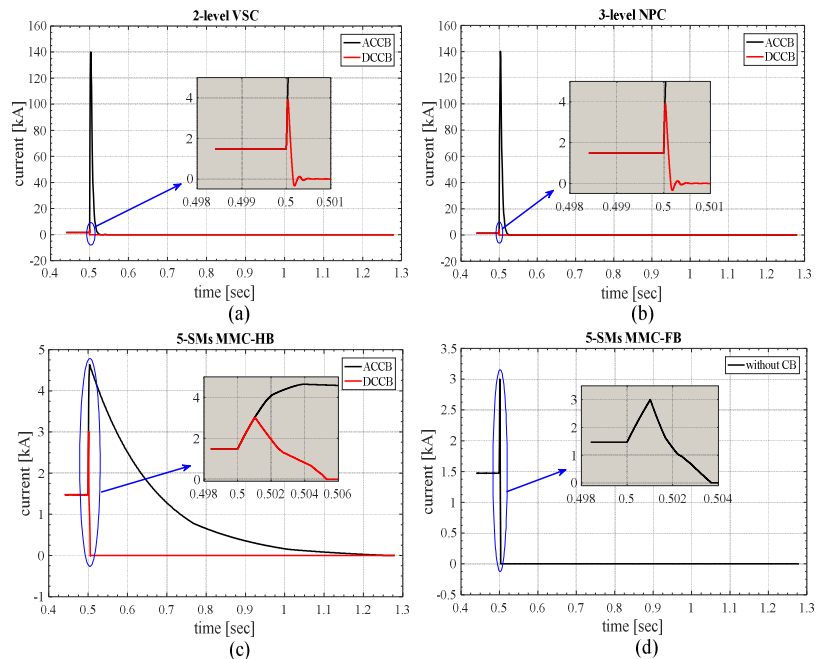 2-level VSC
current [kA]
160
140
120
100
80
60
40
20
0
-20
ACCB
DCCB
4
2
0
0.498 0.499 0.5 0.501
0.4 0.5 0.6 0.7 0.8 0.9 1 1.1 1.2 1.3
time [sec]
(a)
3-level NPC
current [kA]
160
140
120
100
80
60
40
20
0
-20
ACCB
DCCB
4
2
0
0.498 0.499 0.5 0.501
0.4 0.5 0.6 0.7 0.8 0.9 1 1.1 1.2 1.3
time [sec]
(b)
5-SMs MMC-HB
current [kA]
5
4
3
2
1
0
-1
ACCB
DCCB
4
2
0
0.498 0.5 0.502 0.504 0.506
0.4 0.5 0.6 0.7 0.8 0.9 1 1.1 1.2 1.3
time [sec]
(c)
5-SMs MMC-FB
current [kA]
3.5
3
2.5
2
1.5
1
0.5
0
-0.5
without CB
3
2
1
0
0.498 0.5 0.502 0.504
0.4 0.5 0.6 0.7 0.8 0.9 1 1.1 1.2 1.3
time [sec]
(d)